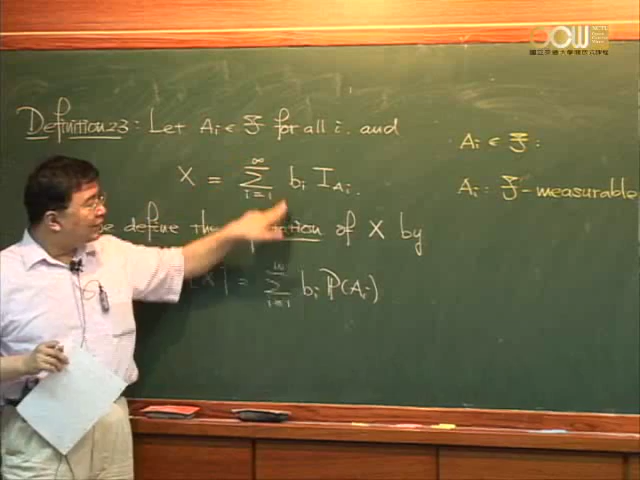 Definition 2.3: Let Aᵢ ∈ ℱ for all i. and
X = ∑_{i=1}^{∞} bᵢ I_{Aᵢ}.
define the of X by
= ∑_{i=1}^{∞} bᵢ ℙ(Aᵢ)
Aᵢ ∈ ℱ :
Aᵢ : ℱ-measurable
OCW